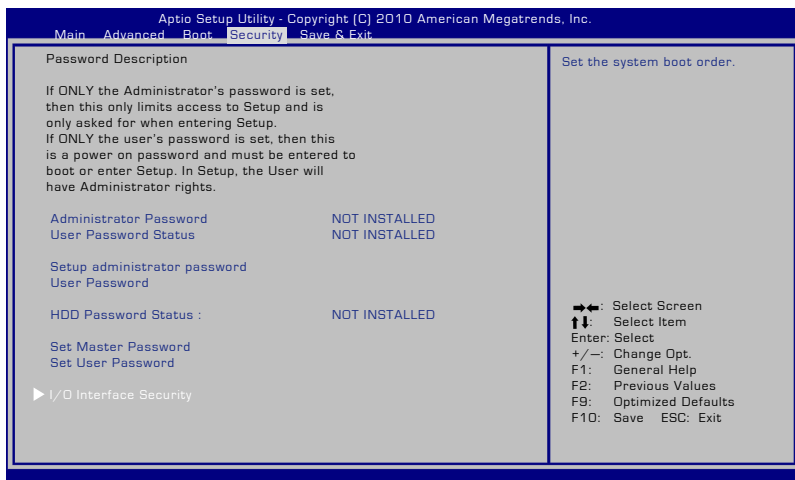 Aptio Setup Utility - Copyright (C) 2010 American Megatrends, Inc.
Main Advanced Boot Security Save & Exit
Password Description
If ONLY the Administrator's password is set,
then this only limits access to Setup and is
only asked for when entering Setup.
If ONLY the user's password is set, then this
is a power on password and must be entered to
boot or enter Setup. In Setup, the User will
have Administrator rights.
Administrator Password NOT INSTALLED
User Password Status NOT INSTALLED
Setup administrator password
User Password
HDD Password Status : NOT INSTALLED
Set Master Password
Set User Password
▶ I/O Interface Security
Set the system boot order.
→←: Select Screen
↑↓: Select Item
Enter: Select
+/—: Change Opt.
F1: General Help
F2: Previous Values
F9: Optimized Defaults
F10: Save ESC: Exit